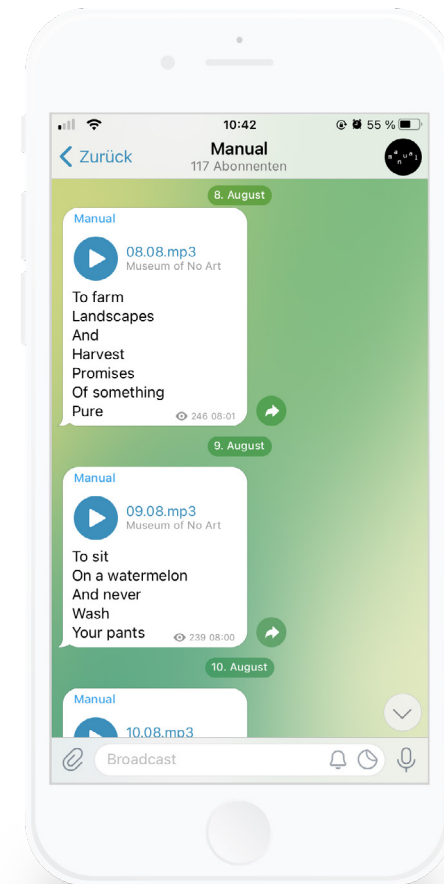 10:42
55 %
Zurück
Manual
117 Abonnenten
manual
8. August
Manual
08.08.mp3
Museum of No Art
To farm
Landscapes
And
Harvest
Promises
Of something
Pure
246 08:01
9. August
Manual
09.08.mp3
Museum of No Art
To sit
On a watermelon
And never
Wash
Your pants
239 08:00
10. August
Manual
10.08.mp3
Broadcast